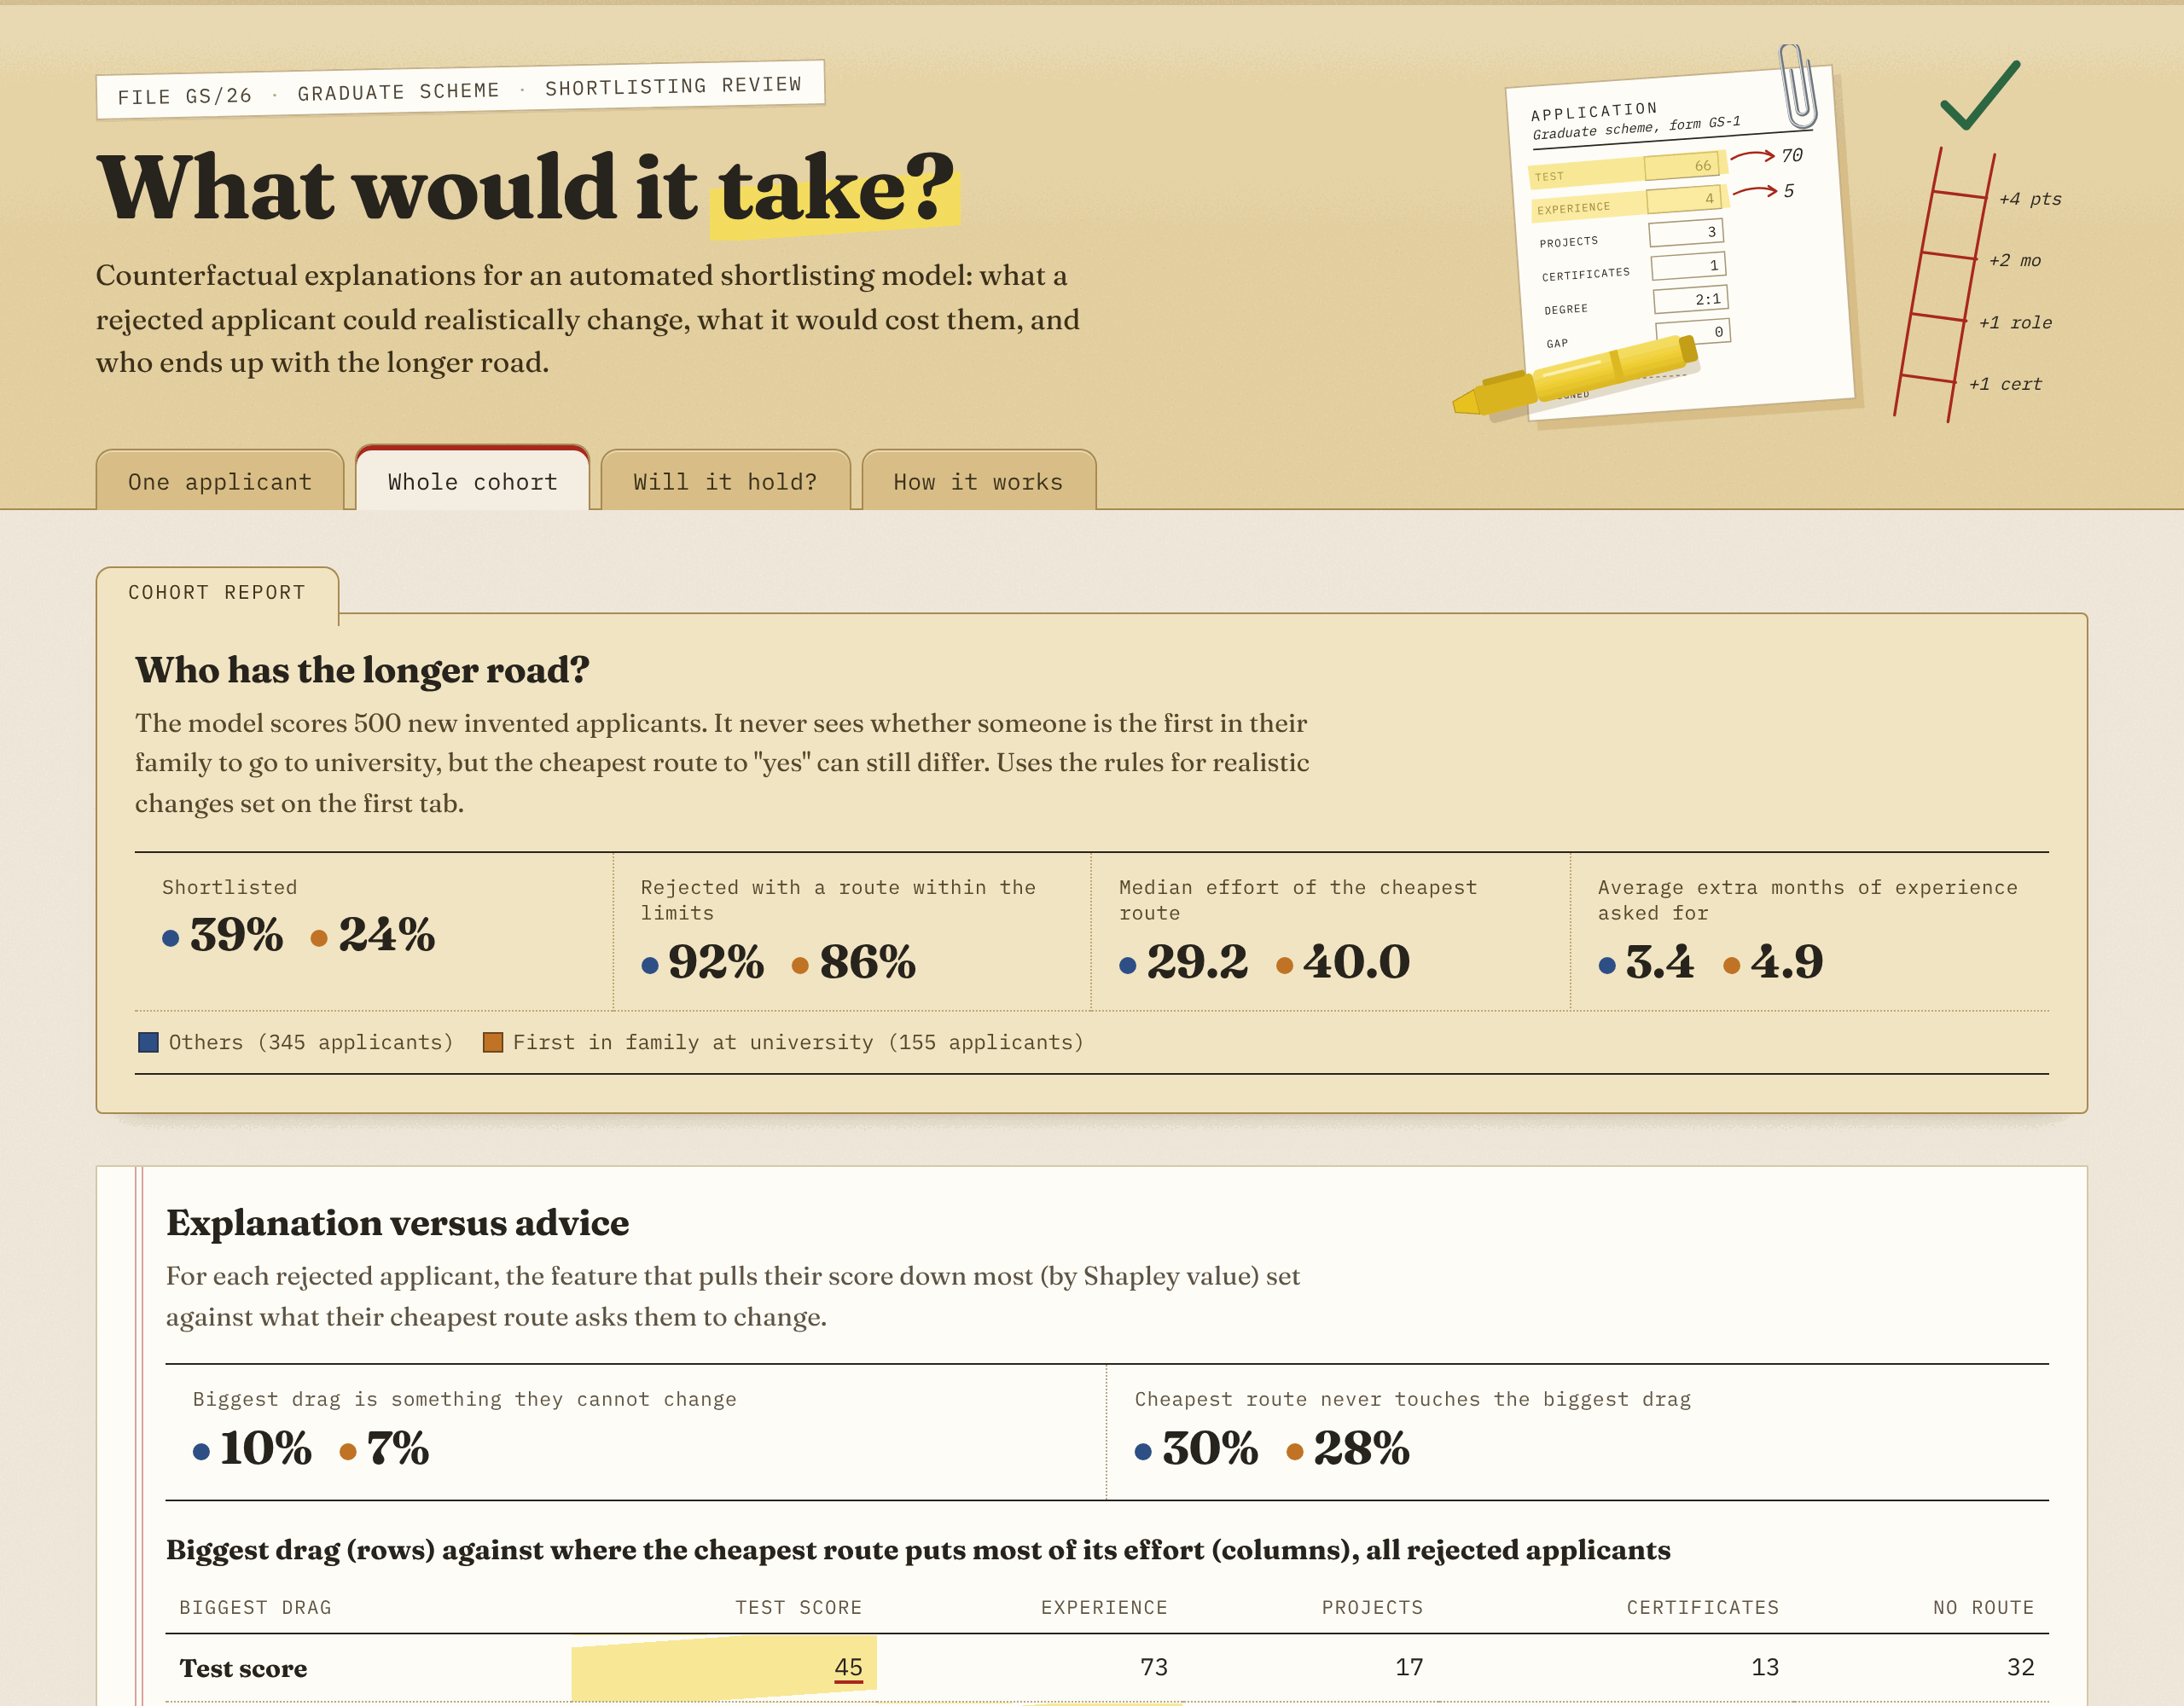 FILE GS/26 · GRADUATE SCHEME · SHORTLISTING REVIEW
What would it take?
Counterfactual explanations for an automated shortlisting model: what a
rejected applicant could realistically change, what it would cost them, and
who ends up with the longer road.
APPLICATION
Graduate scheme, form GS-1
TEST 66 70
EXPERIENCE 4 5
PROJECTS 3
CERTIFICATES 1
DEGREE 2:1
GAP 0
+4 pts
+2 mo
+1 role
+1 cert
One applicant
Whole cohort
Will it hold?
How it works
COHORT REPORT
Who has the longer road?
The model scores 500 new invented applicants. It never sees whether someone is the first in their
family to go to university, but the cheapest route to "yes" can still differ. Uses the rules for realistic
changes set on the first tab.
Shortlisted
39% 24%
Rejected with a route within the
limits
92% 86%
Median effort of the cheapest
route
29.2 40.0
Average extra months of experience
asked for
3.4 4.9
Others (345 applicants) First in family at university (155 applicants)
Explanation versus advice
For each rejected applicant, the feature that pulls their score down most (by Shapley value) set
against what their cheapest route asks them to change.
Biggest drag is something they cannot change
10% 7%
Cheapest route never touches the biggest drag
30% 28%
Biggest drag (rows) against where the cheapest route puts most of its effort (columns), all rejected applicants
BIGGEST DRAG TEST SCORE EXPERIENCE PROJECTS CERTIFICATES NO ROUTE
Test score 45 73 17 13 32